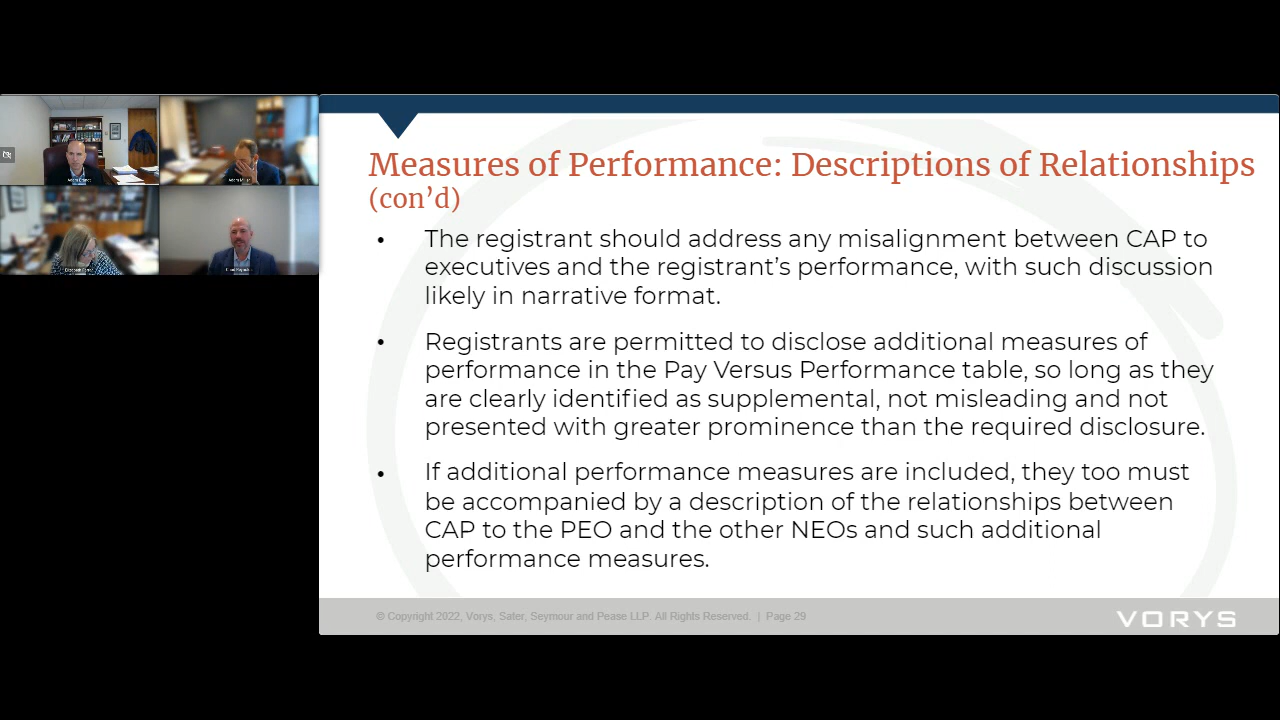 Measures of Performance: Descriptions of Relationships
(con’d)
• The registrant should address any misalignment between CAP to
executives and the registrant’s performance, with such discussion
likely in narrative format.
• Registrants are permitted to disclose additional measures of
performance in the Pay Versus Performance table, so long as they
are clearly identified as supplemental, not misleading and not
presented with greater prominence than the required disclosure.
• If additional performance measures are included, they too must
be accompanied by a description of the relationships between
CAP to the PEO and the other NEOs and such additional
performance measures.
© Copyright 2022, Vorys, Sater, Seymour and Pease LLP. All Rights Reserved. | Page 29
VORYS